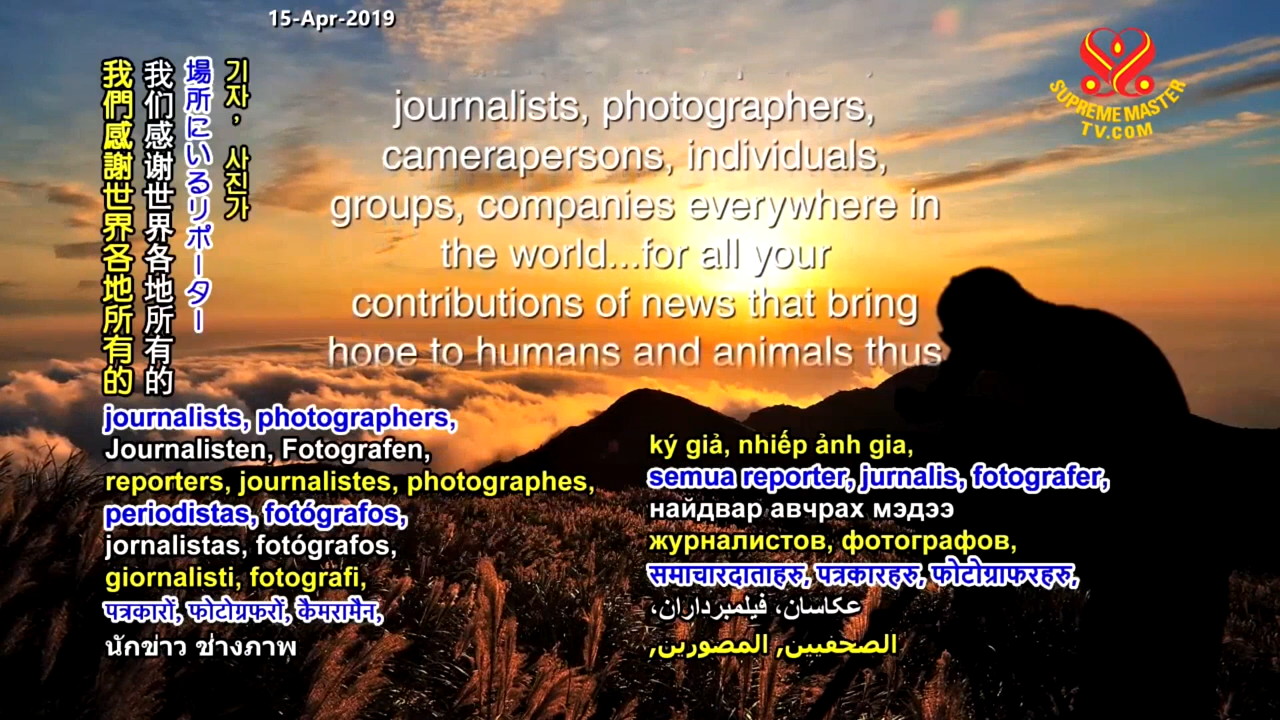 15-Apr-2019
SUPREME MASTER
TV.COM
journalists, photographers,
camerapersons, individuals,
groups, companies everywhere in
the world...for all your
contributions of news that bring
hope to humans and animals thus
기자, 사진가
場所にいるリポーター
我们感谢世界各地所有的
我們感謝世界各地所有的
journalists, photographers,
Journalisten, Fotografen,
reporters, journalistes, photographes,
periodistas, fotógrafos,
jornalistas, fotógrafos,
giornalisti, fotografi,
पत्रकारों, फोटोग्रफरों, कैमरामैन,
นักข่าว ช่างภาพ
ký giả, nhiếp ảnh gia,
semua reporter, jurnalis, fotografer,
найдвар авчрах мэдээ
журналистов, фотографов,
समाचारदाताहरु, पत्रकारहरु, फोटोग्राफरहरु,
عکاسان، فیلمبرداران،
الصحفيين, المصورين,